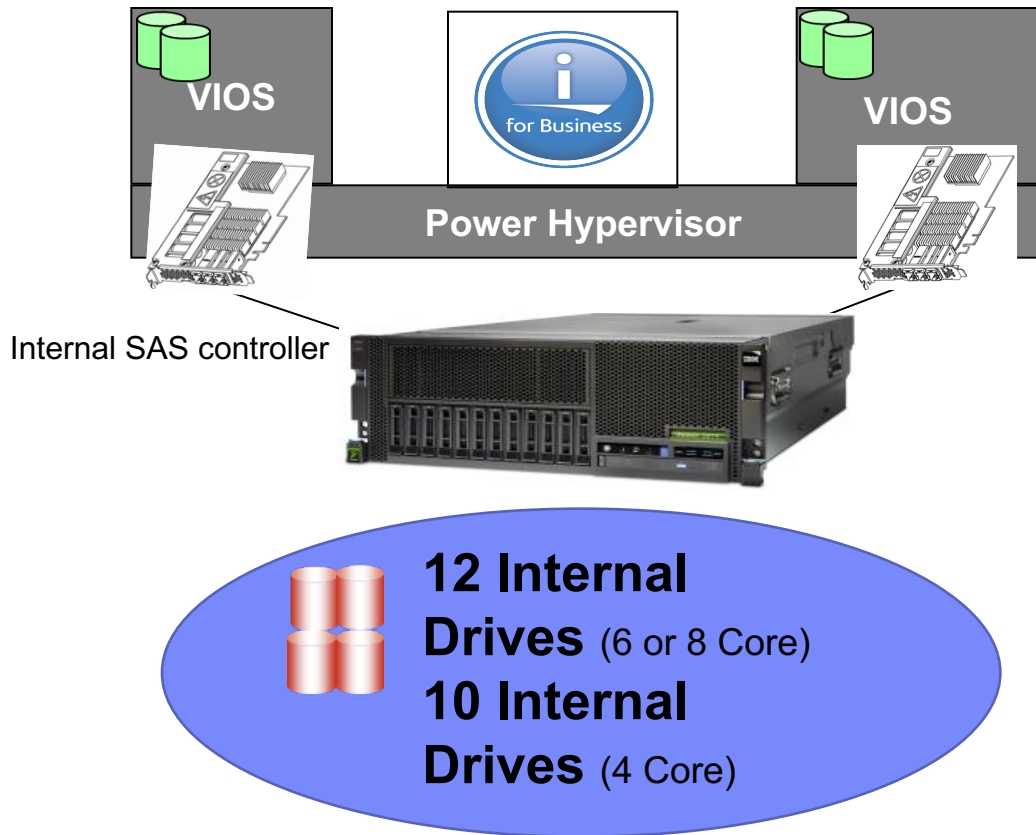 VIOS
i
for Business
VIOS
Power Hypervisor
Internal SAS controller
12 Internal
Drives (6 or 8 Core)
10 Internal
Drives (4 Core)